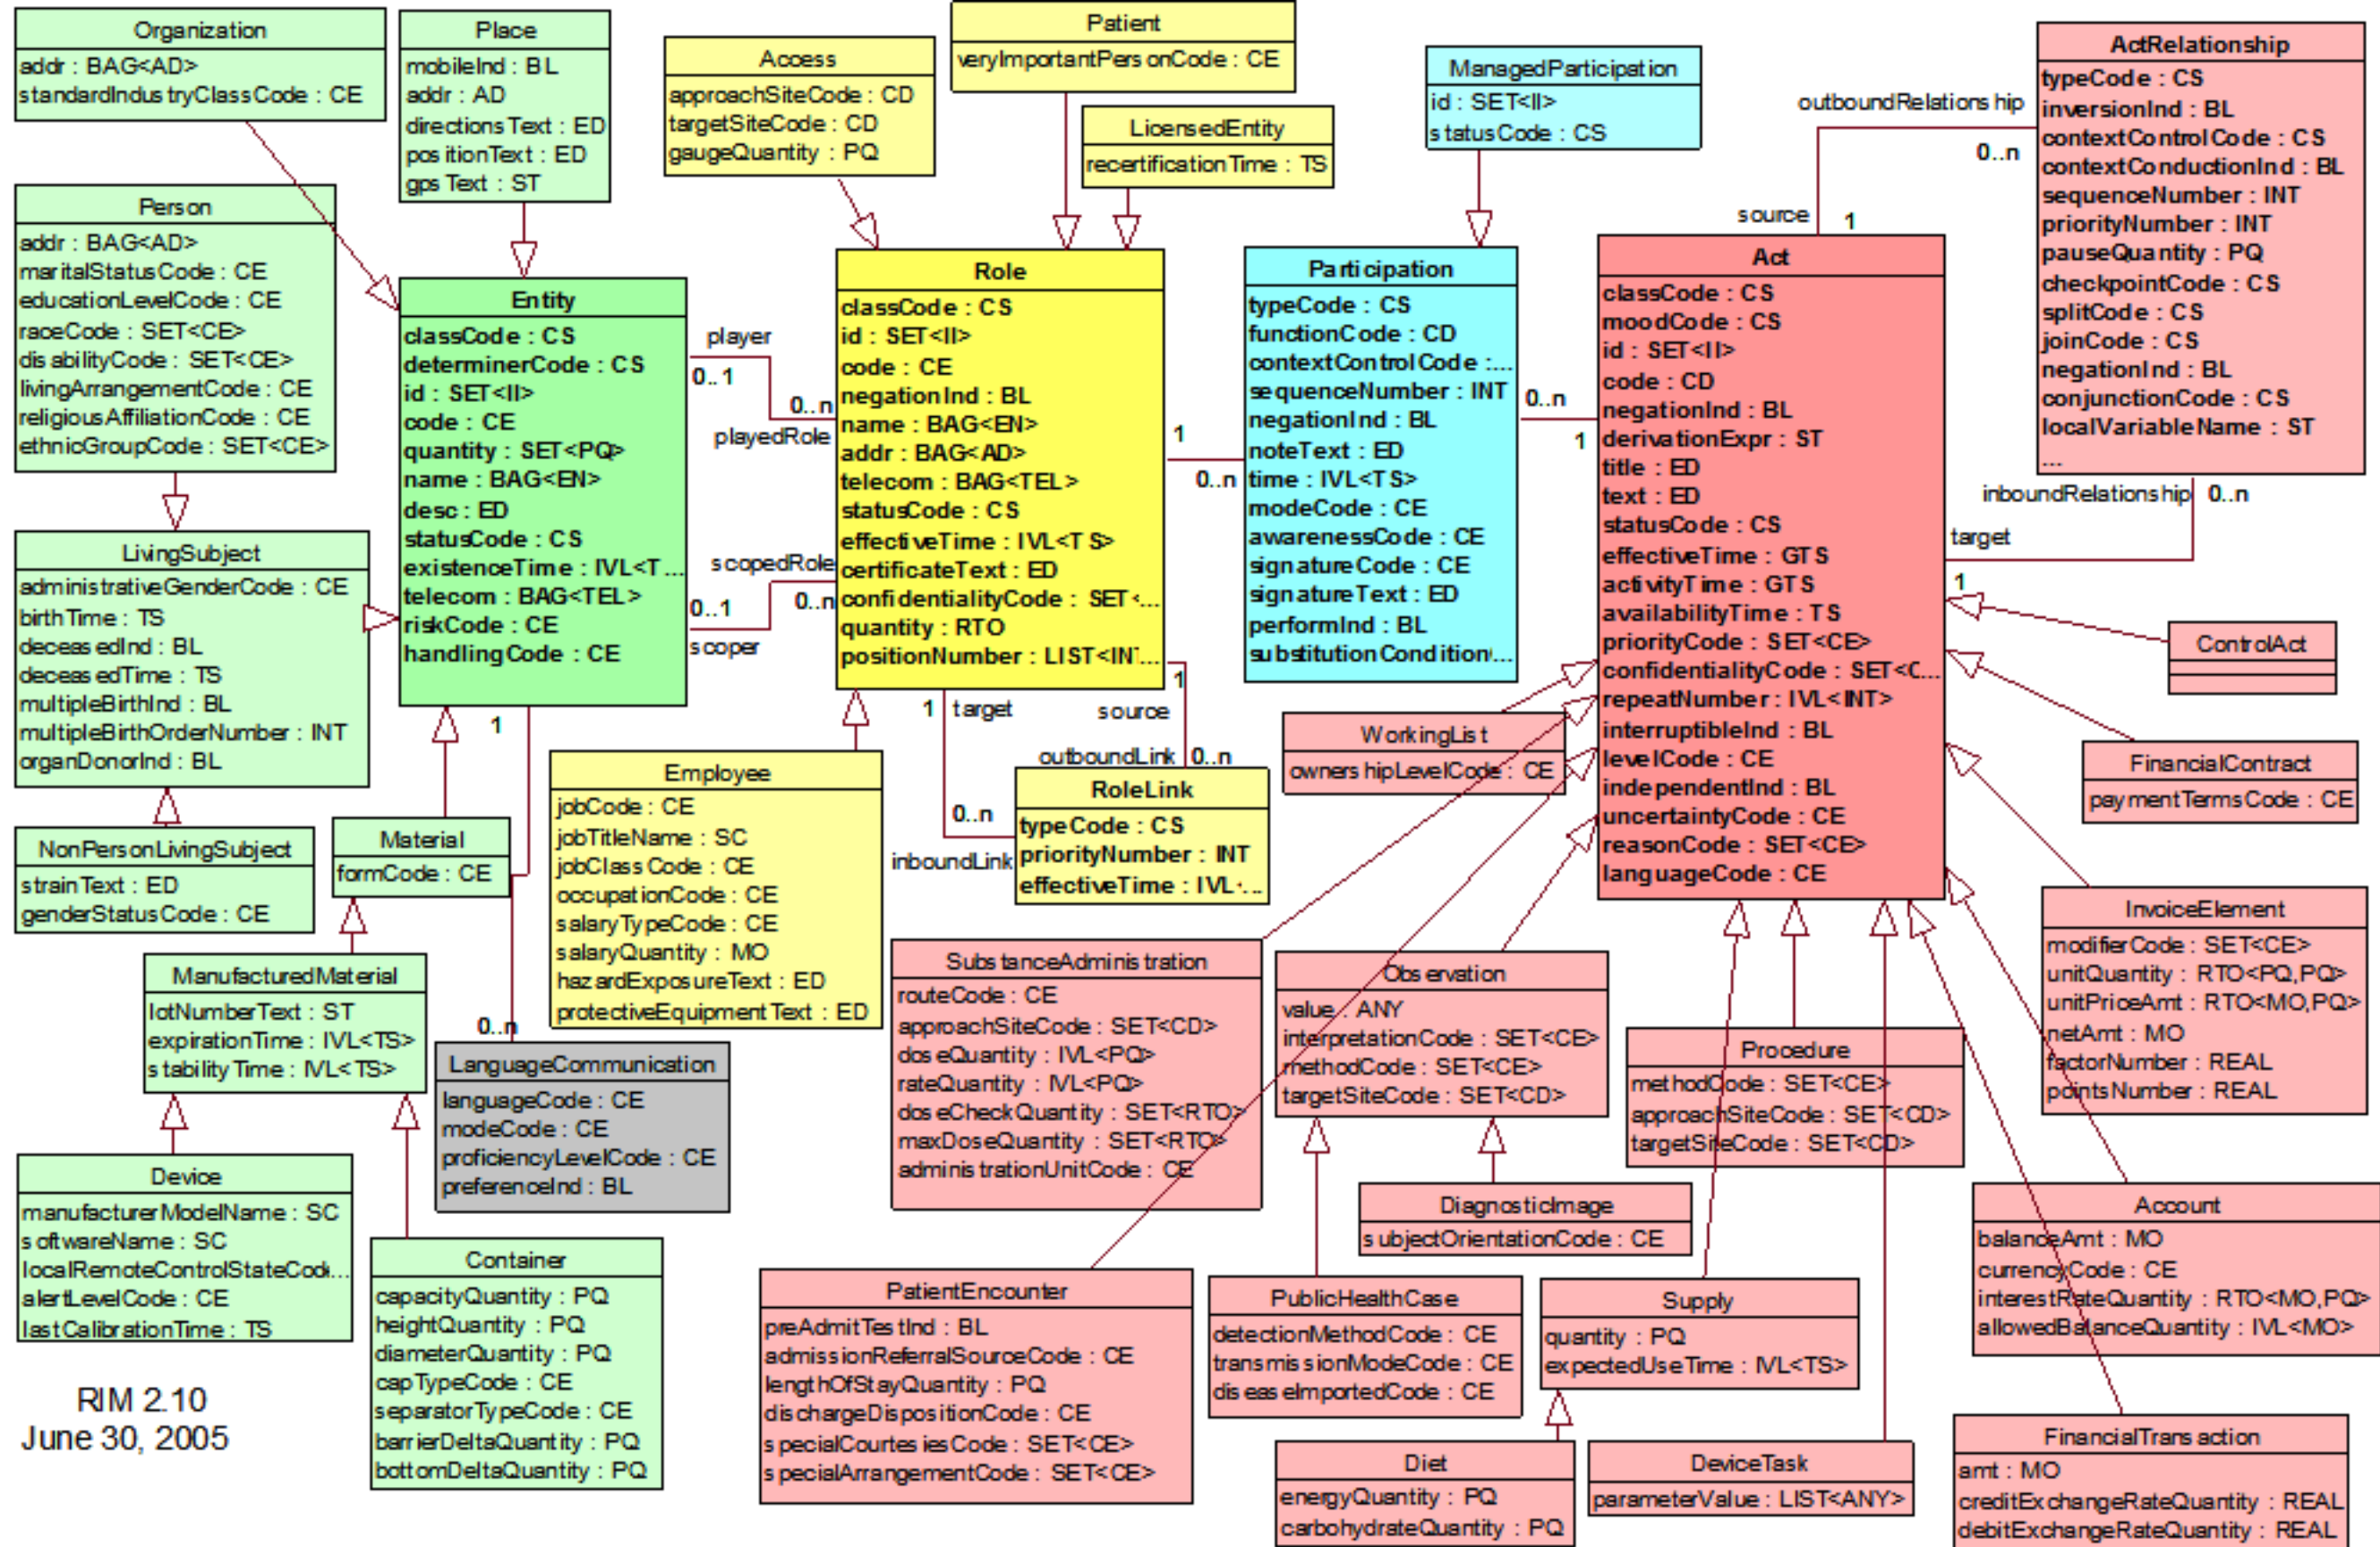 Organization
addr : BAG<AD>
standardIndustryClassCode : CE
Place
mobileInd : BL
addr : AD
directionsText : ED
positionText : ED
gpsText : ST
Access
approachSiteCode : CD
targetSiteCode : CD
gaugeQuantity : PQ
Patient
veryImportantPersonCode : CE
LicensedEntity
recertificationTime : TS
ManagedParticipation
id : SET<II>
statusCode : CS
ActRelationship
typeCode : CS
inversionInd : BL
contextControlCode : CS
contextConductionInd : BL
sequenceNumber : INT
priorityNumber : INT
pauseQuantity : PQ
checkpointCode : CS
splitCode : CS
joinCode : CS
negationInd : BL
conjunctionCode : CS
localVariableName : ST
...
outboundRelationship
0..n
source
1
inboundRelationship
0..n
target
1
Person
addr : BAG<AD>
maritalStatusCode : CE
educationLevelCode : CE
raceCode : SET<CE>
disabilityCode : SET<CE>
livingArrangementCode : CE
religiousAffiliationCode : CE
ethnicGroupCode : SET<CE>
Entity
classCode : CS
determinerCode : CS
id : SET<II>
code : CE
quantity : SET<PQ>
name : BAG<EN>
desc : ED
statusCode : CS
existenceTime : IVL<T...
telecom : BAG<TEL>
riskCode : CE
handlingCode : CE
player
0..1
0..n
playedRole
scopedRole
0..1
0..n
scoper
Role
classCode : CS
id : SET<II>
code : CE
negationInd : BL
name : BAG<EN>
addr : BAG<AD>
telecom : BAG<TEL>
statusCode : CS
effectiveTime : IVL<TS>
certificateText : ED
confidentialityCode : SET<...
quantity : RTO
positionNumber : LIST<INT...
1
0..n
Participation
typeCode : CS
functionCode : CD
contextControlCode :...
sequenceNumber : INT
negationInd : BL
noteText : ED
time : IVL<TS>
modeCode : CE
awarenessCode : CE
signatureCode : CE
signatureText : ED
performInd : BL
substitutionCondition...
0..n
1
Act
classCode : CS
moodCode : CS
id : SET<II>
code : CD
negationInd : BL
derivationExpr : ST
title : ED
text : ED
statusCode : CS
effectiveTime : GTS
activityTime : GTS
availabilityTime : TS
priorityCode : SET<CE>
confidentialityCode : SET<C...
repeatNumber : IVL<INT>
interruptibleInd : BL
levelCode : CE
independentInd : BL
uncertaintyCode : CE
reasonCode : SET<CE>
languageCode : CE
LivingSubject
administrativeGenderCode : CE
birthTime : TS
deceasedInd : BL
deceasedTime : TS
multipleBirthInd : BL
multipleBirthOrderNumber : INT
organDonorInd : BL
ControlAct
1
target
1
source
outboundLink
0..n
0..n
inboundLink
RoleLink
typeCode : CS
priorityNumber : INT
effectiveTime : IVL...
WorkingList
ownershipLevelCode : CE
FinancialContract
paymentTermsCode : CE
Employee
jobCode : CE
jobTitleName : SC
jobClassCode : CE
occupationCode : CE
salaryTypeCode : CE
salaryQuantity : MO
hazardExposureText : ED
protectiveEquipmentText : ED
NonPersonLivingSubject
strainText : ED
genderStatusCode : CE
Material
formCode : CE
1
0..n
InvoiceElement
modifierCode : SET<CE>
unitQuantity : RTO<PQ,PQ>
unitPriceAmt : RTO<MO,PQ>
netAmt : MO
factorNumber : REAL
pointsNumber : REAL
ManufacturedMaterial
lotNumberText : ST
expirationTime : IVL<TS>
stabilityTime : IVL<TS>
SubstanceAdministration
routeCode : CE
approachSiteCode : SET<CD>
doseQuantity : IVL<PQ>
rateQuantity : IVL<PQ>
doseCheckQuantity : SET<RTO>
maxDoseQuantity : SET<RTO>
administrationUnitCode : CE
Observation
value : ANY
interpretationCode : SET<CE>
methodCode : SET<CE>
targetSiteCode : SET<CD>
Procedure
methodCode : SET<CE>
approachSiteCode : SET<CD>
targetSiteCode : SET<CD>
LanguageCommunication
languageCode : CE
modeCode : CE
proficiencyLevelCode : CE
preferenceInd : BL
Device
manufacturerModelName : SC
softwareName : SC
localRemoteControlStateCode...
alertLevelCode : CE
lastCalibrationTime : TS
DiagnosticImage
subjectOrientationCode : CE
Account
balanceAmt : MO
currencyCode : CE
interestRateQuantity : RTO<MO,PQ>
allowedBalanceQuantity : IVL<MO>
Container
capacityQuantity : PQ
heightQuantity : PQ
diameterQuantity : PQ
capTypeCode : CE
separatorTypeCode : CE
barrierDeltaQuantity : PQ
bottomDeltaQuantity : PQ
PatientEncounter
preAdmitTestInd : BL
admissionReferralSourceCode : CE
lengthOfStayQuantity : PQ
dischargeDispositionCode : CE
specialCourtesiesCode : SET<CE>
specialArrangementCode : SET<CE>
PublicHealthCase
detectionMethodCode : CE
transmissionModeCode : CE
diseaseImportedCode : CE
Supply
quantity : PQ
expectedUseTime : IVL<TS>
RIM 2.10
June 30, 2005
Diet
energyQuantity : PQ
carbohydrateQuantity : PQ
DeviceTask
parameterValue : LIST<ANY>
FinancialTransaction
amt : MO
creditExchangeRateQuantity : REAL
debitExchangeRateQuantity : REAL